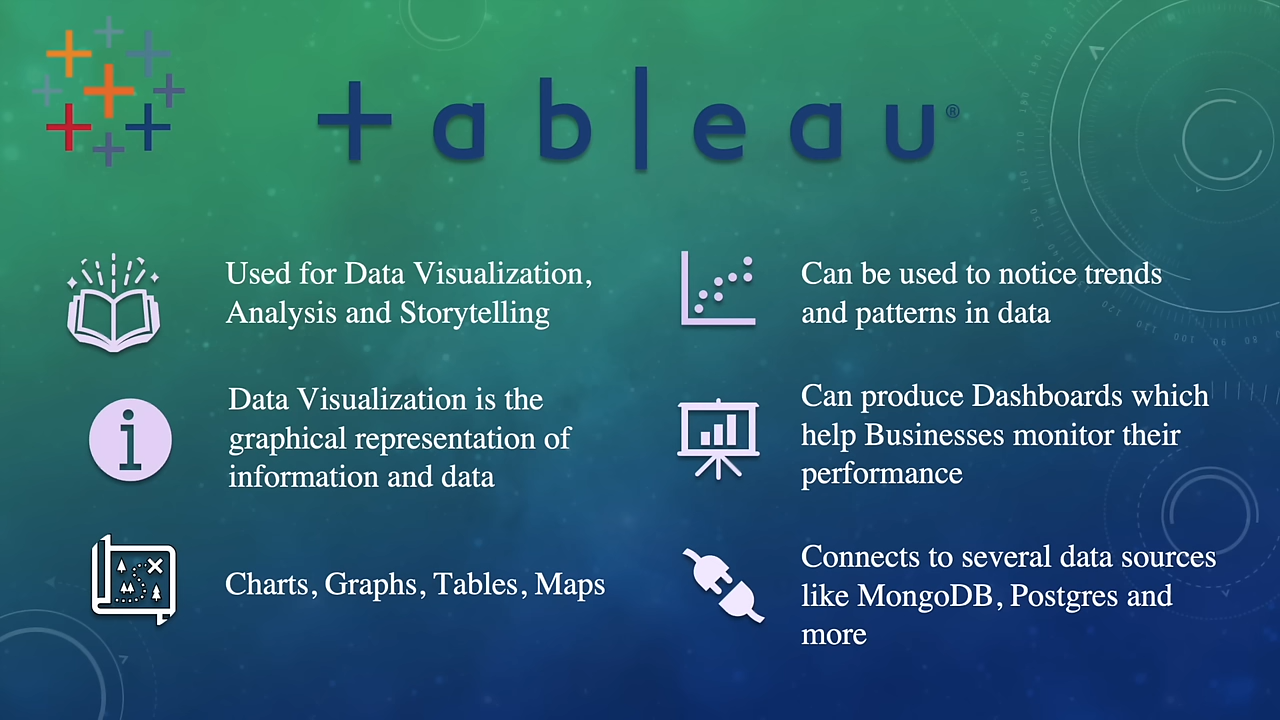 tableau®
Used for Data Visualization,
Analysis and Storytelling
Data Visualization is the
graphical representation of
information and data
Charts, Graphs, Tables, Maps
Can be used to notice trends
and patterns in data
Can produce Dashboards which
help Businesses monitor their
performance
Connects to several data sources
like MongoDB, Postgres and
more